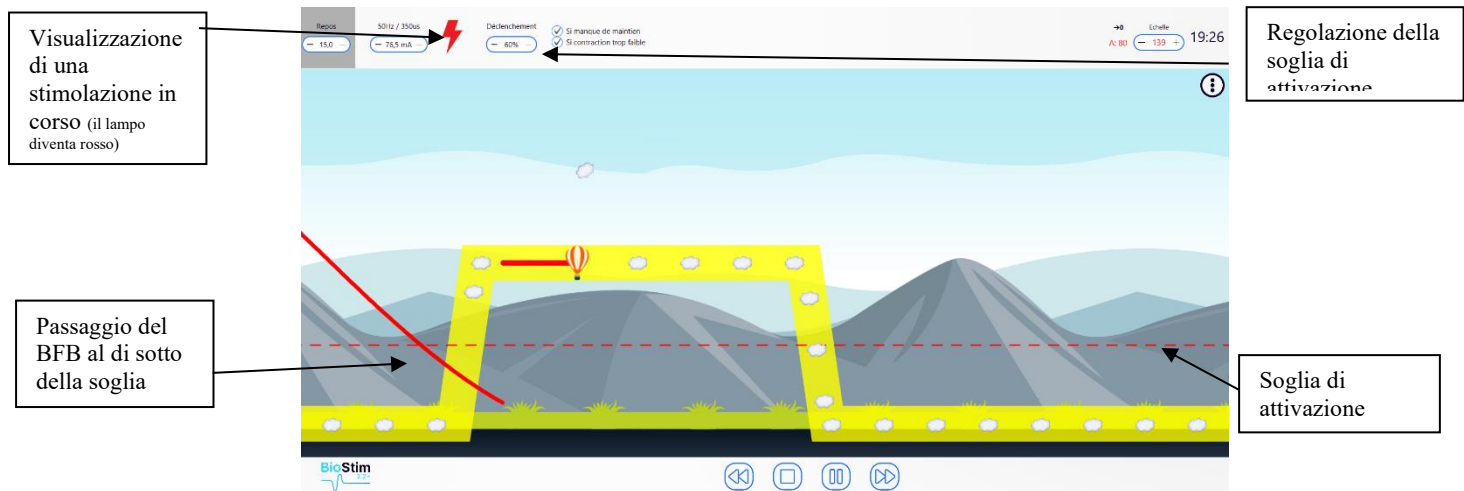 Visualizzazione
di una
stimolazione in
corso (il lampo
diventa rosso)
Repos
− 15,0
50Hz / 350us
− 78,5 mA −
Déclenchement
− 60% −
Si manque de maintien
Si contraction trop faible
Echelle
A: 80 − 139 +
19:26
Regolazione della
soglia di
attivazione
Passaggio del
BFB al di sotto
della soglia
Soglia di
attivazione
BioStim